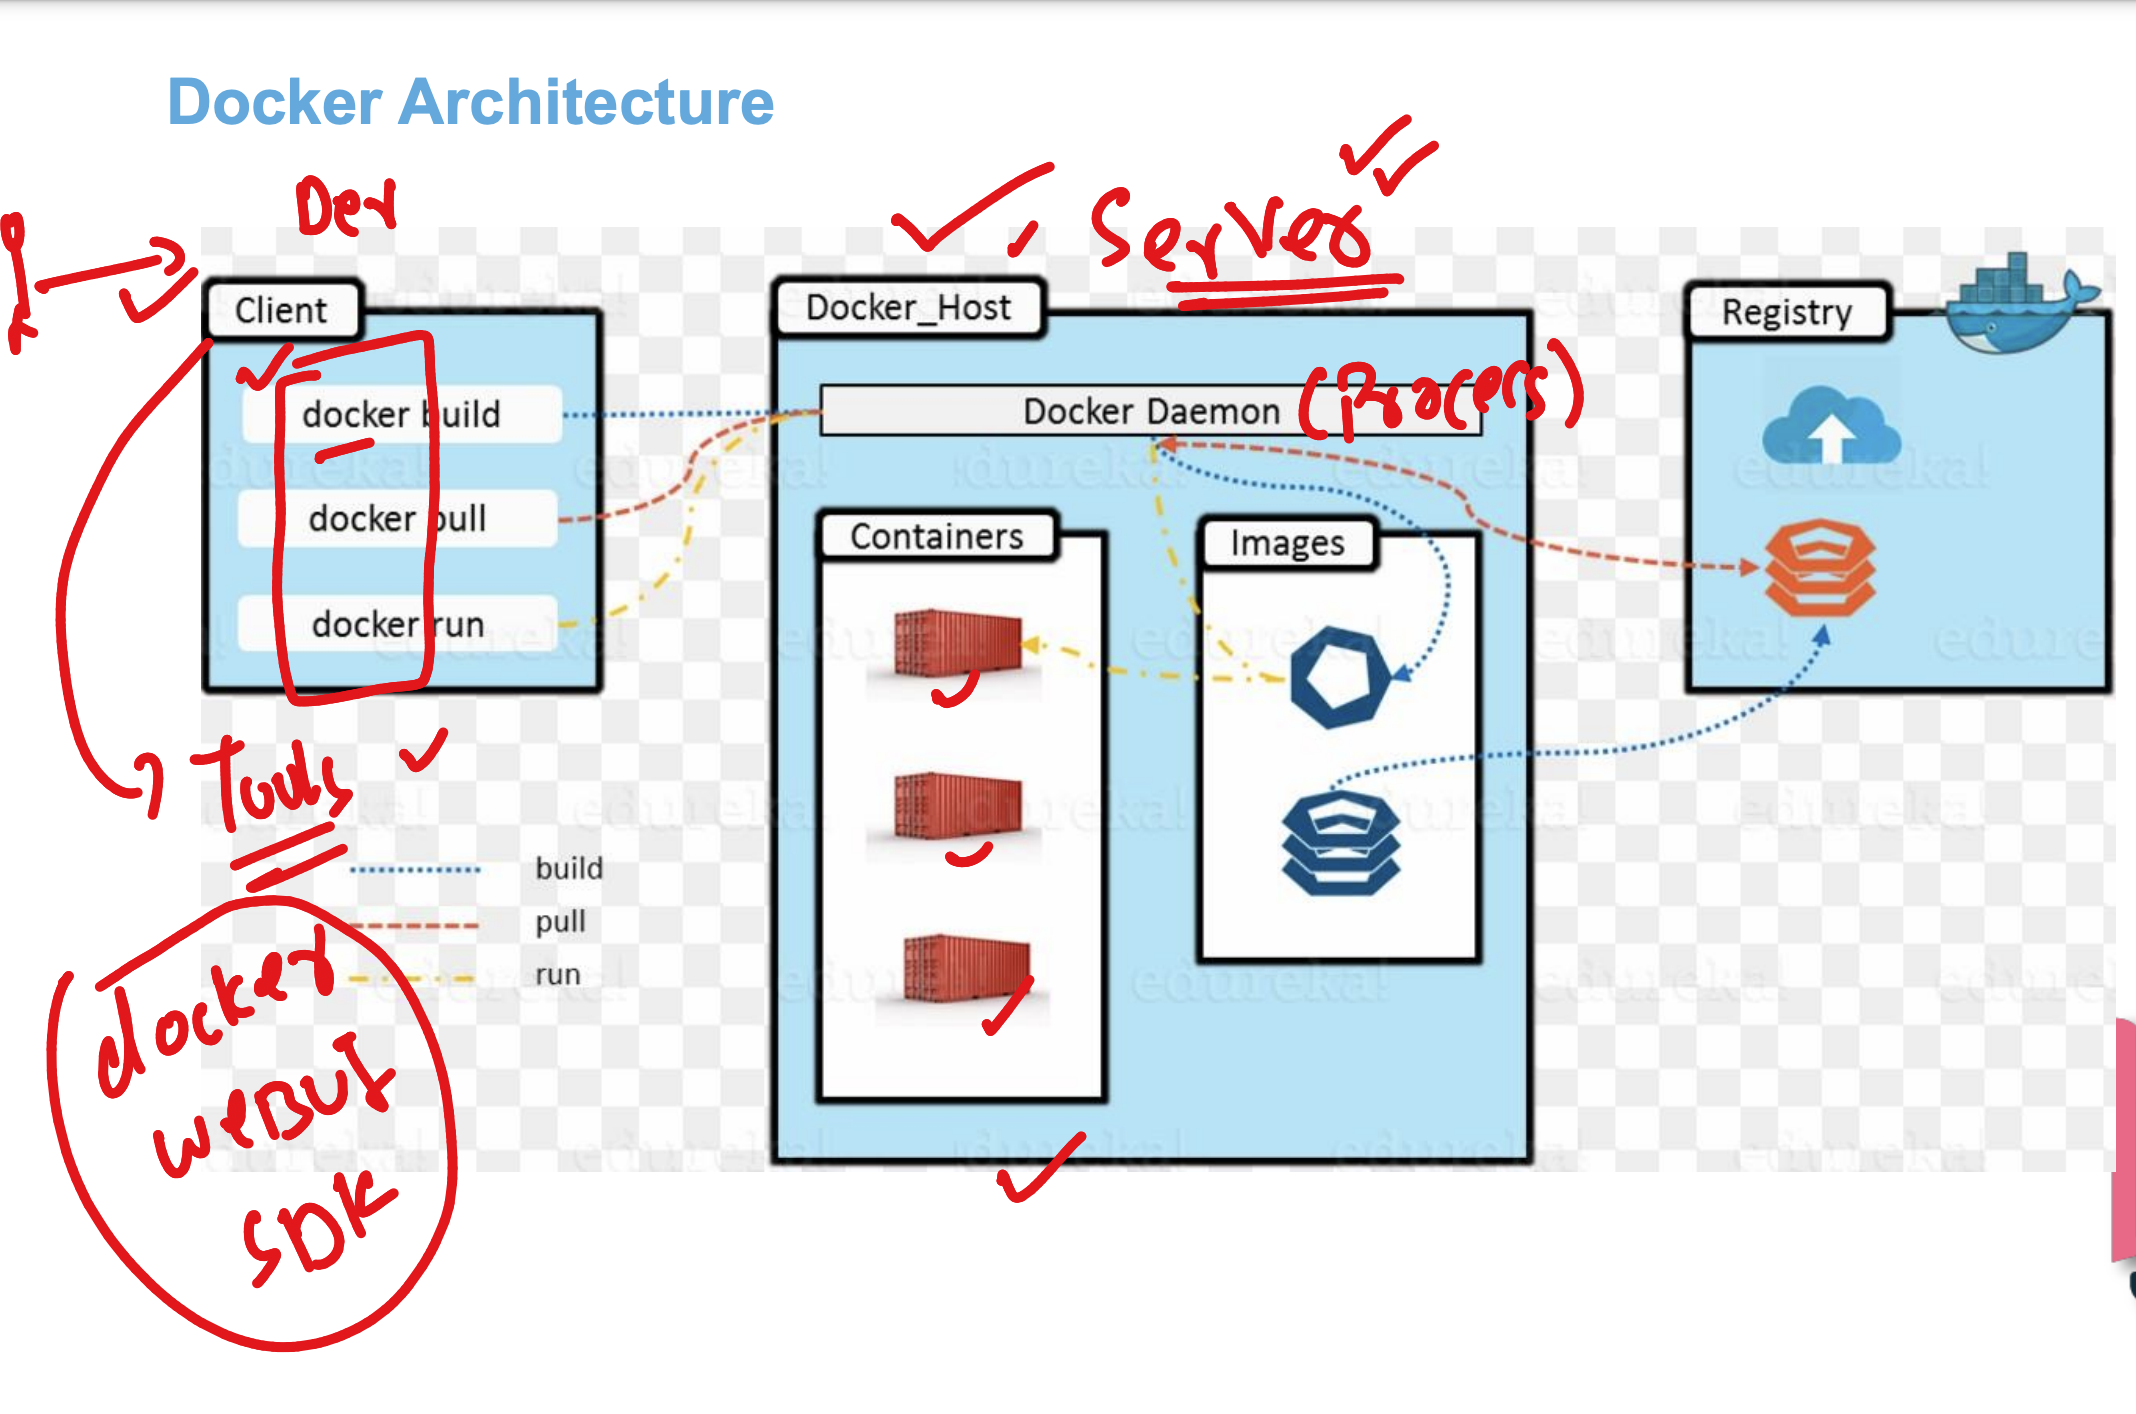 Docker Architecture
Dev
Server
Client
Docker_Host
Registry
docker build
Docker Daemon
(Process)
docker pull
Containers
Images
docker run
Tools
build
pull
run
docker
WeBUI
SDK
edureka!